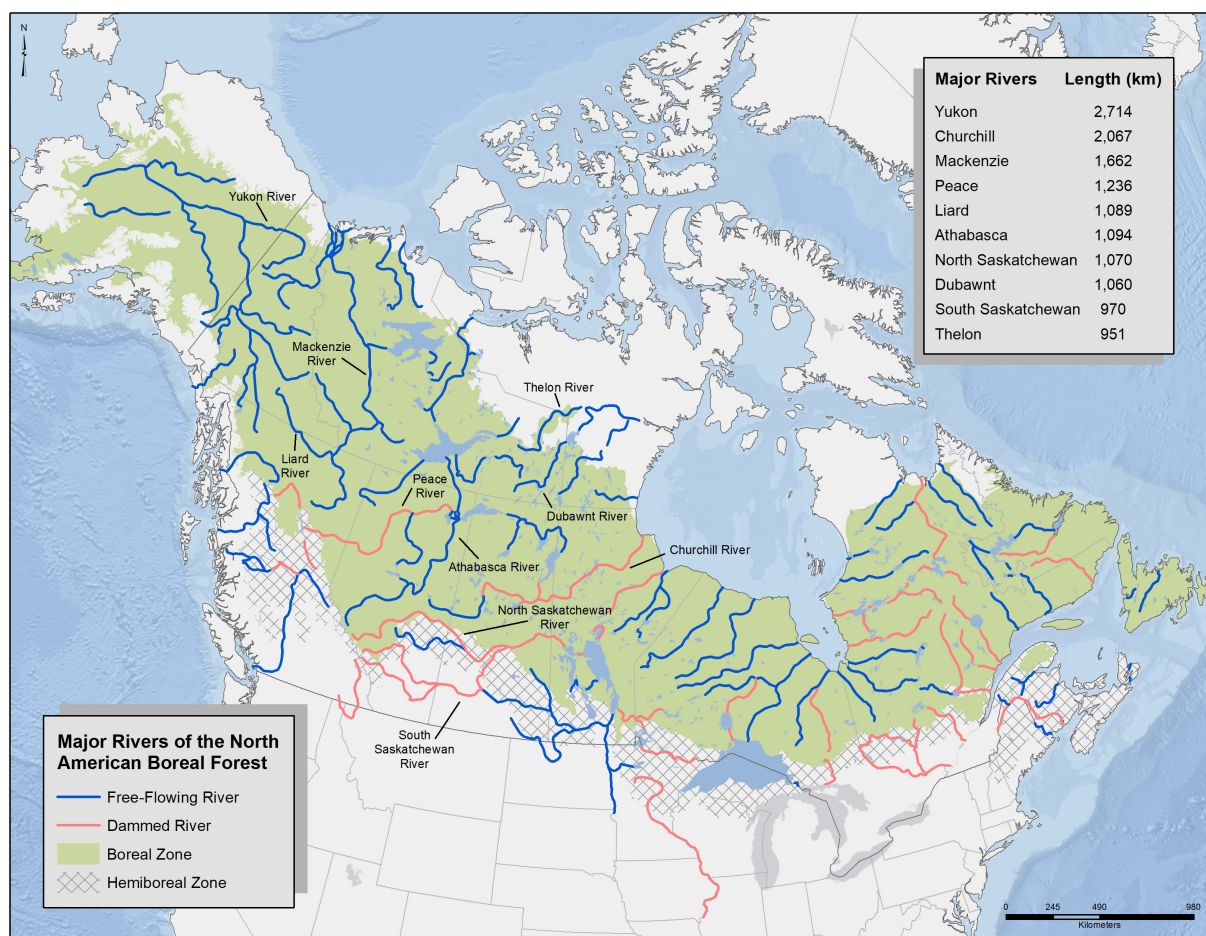 N
Major Rivers Length (km)
Yukon 2,714
Churchill 2,067
Mackenzie 1,662
Peace 1,236
Liard 1,089
Athabasca 1,094
North Saskatchewan 1,070
Dubawnt 1,060
South Saskatchewan 970
Thelon 951
Yukon River
Mackenzie
River
Thelon River
Liard
River
Peace
River
Dubawnt River
Churchill River
Athabasca River
North Saskatchewan
River
South
Saskatchewan
River
Major Rivers of the North
American Boreal Forest
Free-Flowing River
Dammed River
Boreal Zone
Hemiboreal Zone
0 245 490 980
Kilometers